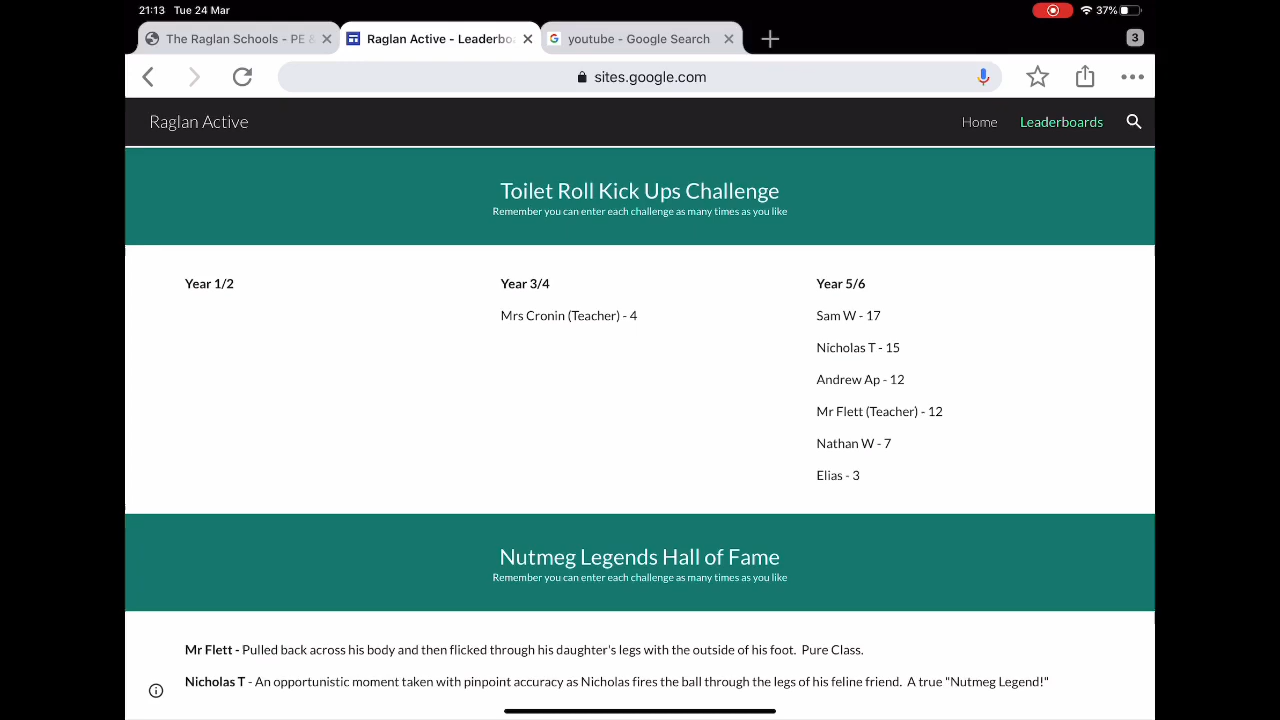 21:13 Tue 24 Mar 37%
The Raglan Schools - PE & Raglan Active - Leaderbo youtube - Google Search 3
sites.google.com
Raglan Active Home Leaderboards
Toilet Roll Kick Ups Challenge
Remember you can enter each challenge as many times as you like
Year 1/2
Year 3/4
Mrs Cronin (Teacher) - 4
Year 5/6
Sam W - 17
Nicholas T - 15
Andrew Ap - 12
Mr Flett (Teacher) - 12
Nathan W - 7
Elias - 3
Nutmeg Legends Hall of Fame
Remember you can enter each challenge as many times as you like
Mr Flett - Pulled back across his body and then flicked through his daughter's legs with the outside of his foot. Pure Class.
Nicholas T - An opportunistic moment taken with pinpoint accuracy as Nicholas fires the ball through the legs of his feline friend. A true "Nutmeg Legend!"